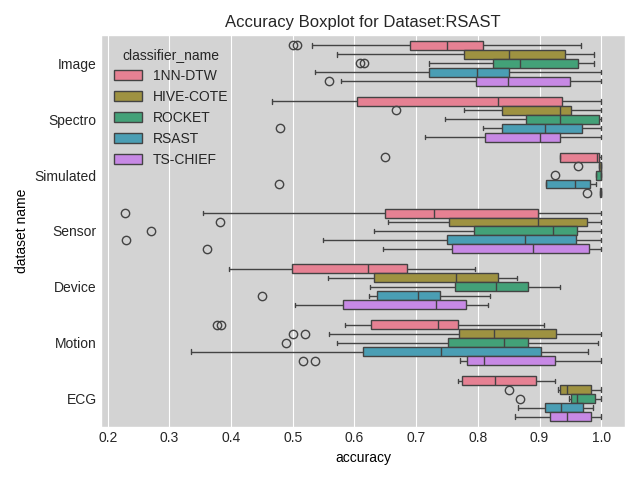 Accuracy Boxplot for Dataset:RSAST
classifier_name
1NN-DTW
HIVE-COTE
ROCKET
RSAST
TS-CHIEF
dataset name
Image
Spectro
Simulated
Sensor
Device
Motion
ECG
0.2 0.3 0.4 0.5 0.6 0.7 0.8 0.9 1.0
accuracy